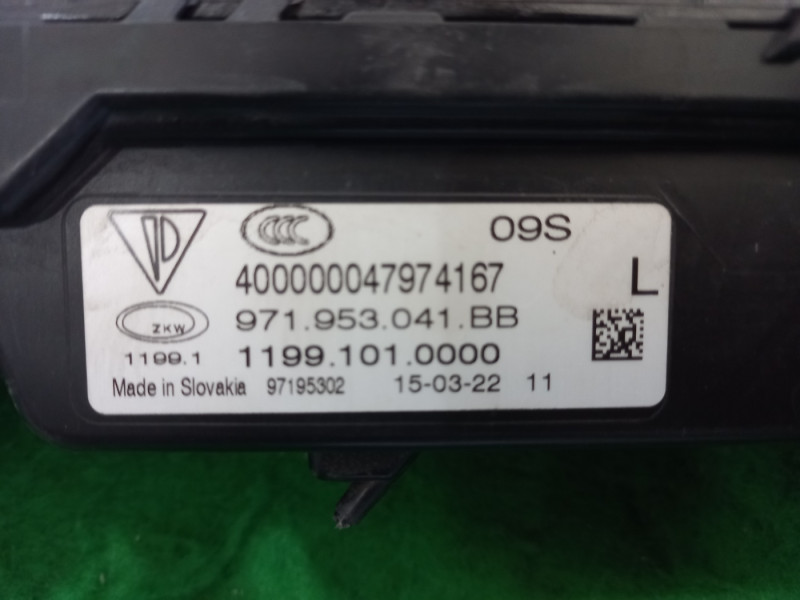 09S
400000047974167
L
971.953.041.BB
ZKW
1199.1
1199.101.0000
Made in Slovakia 97195302 15-03-22 11